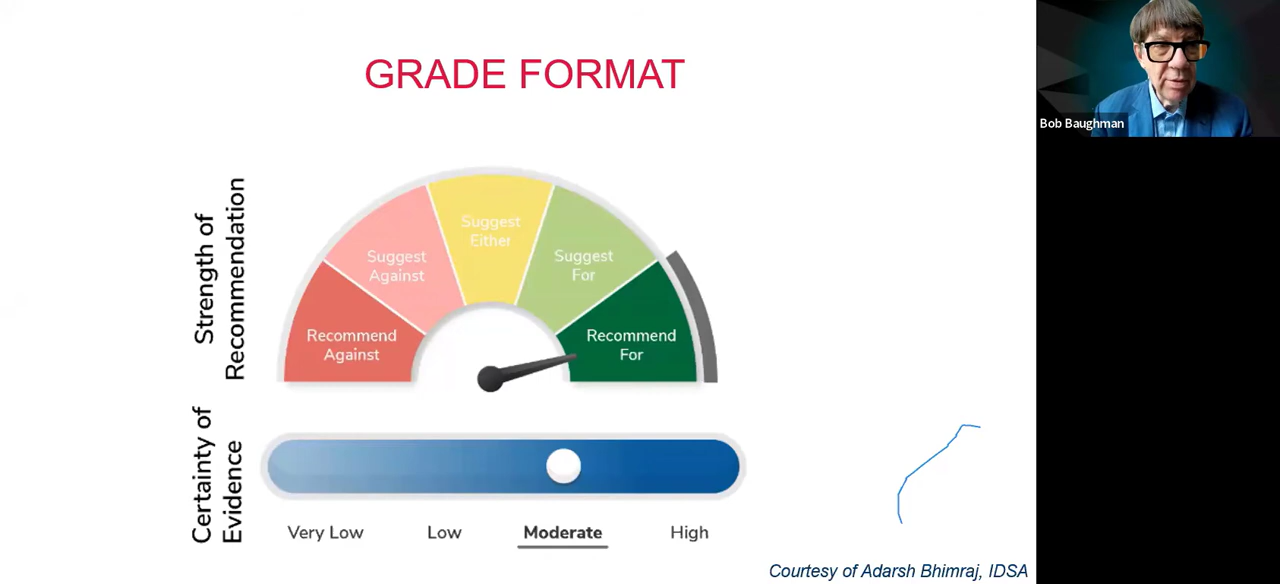 GRADE FORMAT
Bob Baughman
Strength of
Recommendation
Recommend
Against
Suggest
Against
Suggest
Either
Suggest
For
Recommend
For
Certainty of
Evidence
Very Low
Low
Moderate
High
Courtesy of Adarsh Bhimraj, IDSA